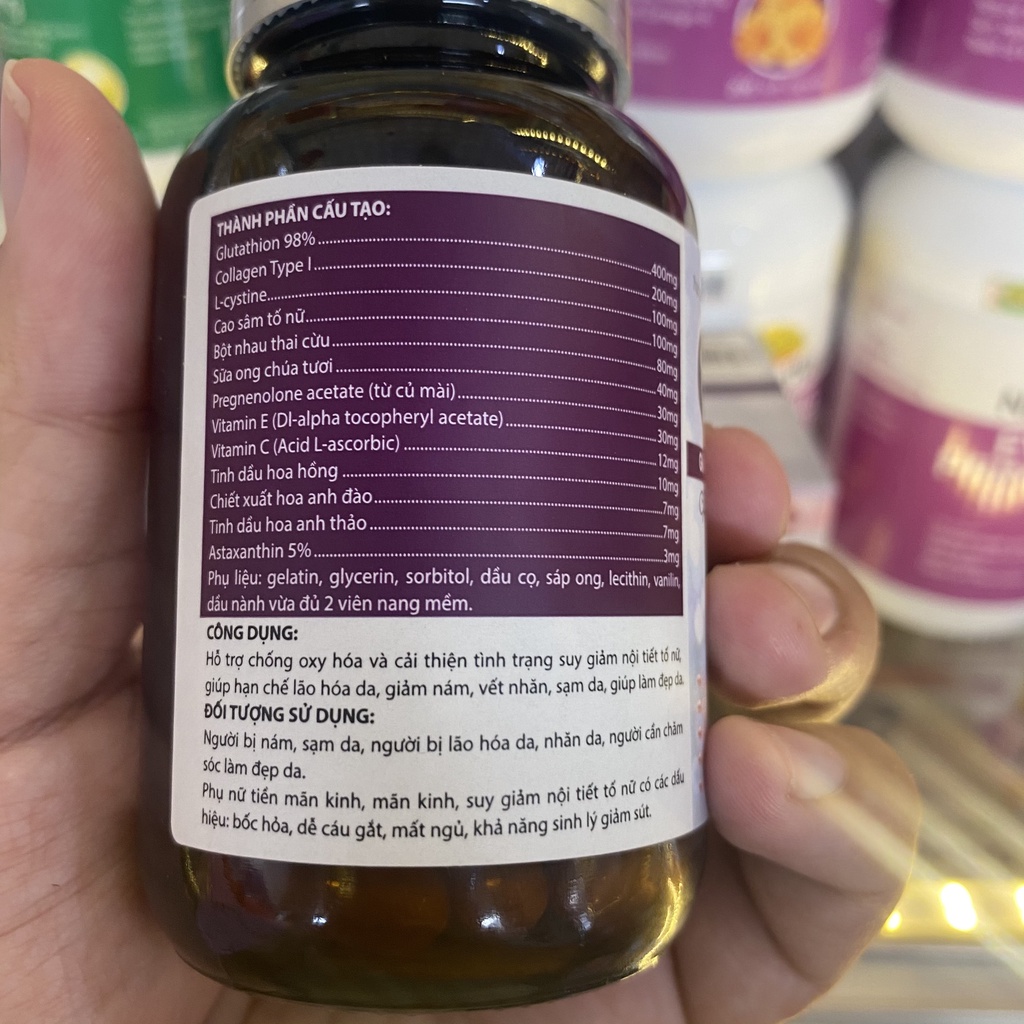 THÀNH PHẦN CẤU TẠO:
Glutathion 98%........400mg
Collagen Type I........200mg
L-cystine........100mg
Cao sâm tố nữ........100mg
Bột nhau thai cừu........80mg
Sữa ong chúa tươi........40mg
Pregnenolone acetate (từ củ mài)........30mg
Vitamin E (Dl-alpha tocopheryl acetate)........30mg
Vitamin C (Acid L-ascorbic)........12mg
Tinh dầu hoa hồng........10mg
Chiết xuất hoa anh đào........7mg
Tinh dầu hoa anh thảo........7mg
Astaxanthin 5%........3mg
Phụ liệu: gelatin, glycerin, sorbitol, dầu cọ, sáp ong, lecithin, vanilin,
dầu nành vừa đủ 2 viên nang mềm.
CÔNG DỤNG:
Hỗ trợ chống oxy hóa và cải thiện tình trạng suy giảm nội tiết tố nữ,
giúp hạn chế lão hóa da, giảm nám, vết nhăn, sạm da, giúp làm đẹp da.
ĐỐI TƯỢNG SỬ DỤNG:
Người bị nám, sạm da, người bị lão hóa da, nhăn da, người cần chăm
sóc làm đẹp da.
Phụ nữ tiền mãn kinh, mãn kinh, suy giảm nội tiết tố nữ có các dấu
hiệu: bốc hỏa, dễ cáu gắt, mất ngủ, khả năng sinh lý giảm sút.